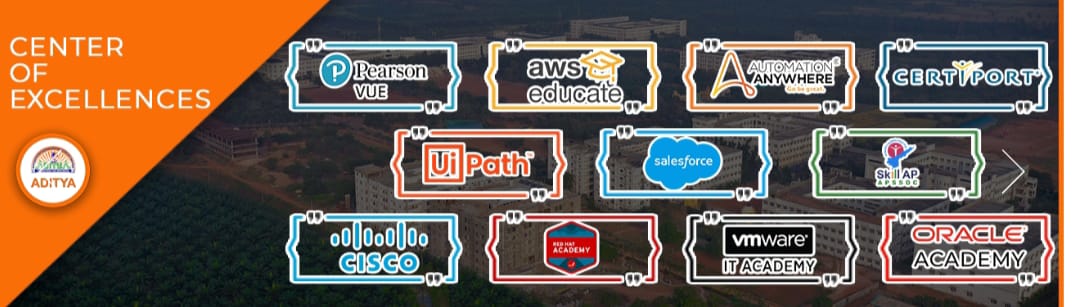 CENTER
OF
EXCELLENCES
ADITYA
Pearson
VUE
aws
educate
AUTOMATION
ANYWHERE
Go be great.
CERTIPORT
UiPath™
salesforce
Skill AP
APSSDC
CISCO
RED HAT
ACADEMY
vmware®
IT ACADEMY
ORACLE®
ACADEMY